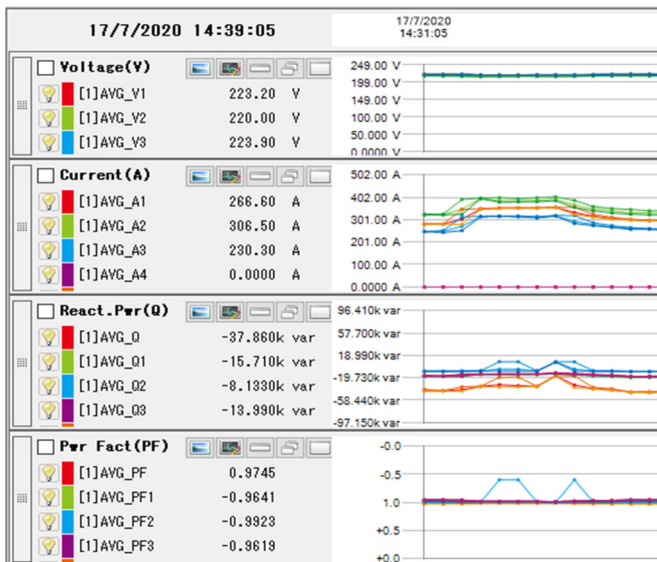 17/7/2020 14:39:05
17/7/2020
14:31:05
Voltage(V)
[1]AVG_V1 223.20 V
[1]AVG_V2 220.00 V
[1]AVG_V3 223.90 V
249.00 V
199.00 V
149.00 V
100.00 V
50.000 V
0.0000 V
Current(A)
[1]AVG_A1 266.60 A
[1]AVG_A2 306.50 A
[1]AVG_A3 230.30 A
[1]AVG_A4 0.0000 A
502.00 A
402.00 A
301.00 A
201.00 A
100.00 A
0.0000 A
React.Pwr(Q)
[1]AVG_Q -37.860k var
[1]AVG_Q1 -15.710k var
[1]AVG_Q2 -8.1330k var
[1]AVG_Q3 -13.990k var
96.410k var
57.700k var
18.990k var
-19.730k var
-58.440k var
-97.150k var
Pwr Fact(PF)
[1]AVG_PF 0.9745
[1]AVG_PF1 -0.9641
[1]AVG_PF2 -0.9923
[1]AVG_PF3 -0.9619
-0.0
-0.5
1.0
+0.5
+0.0